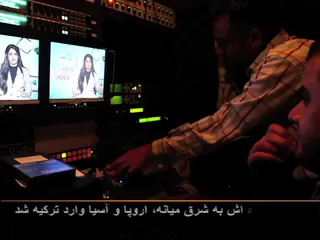 اش به شرق میانه، اروپا و آسیا وارد ترکیه شد